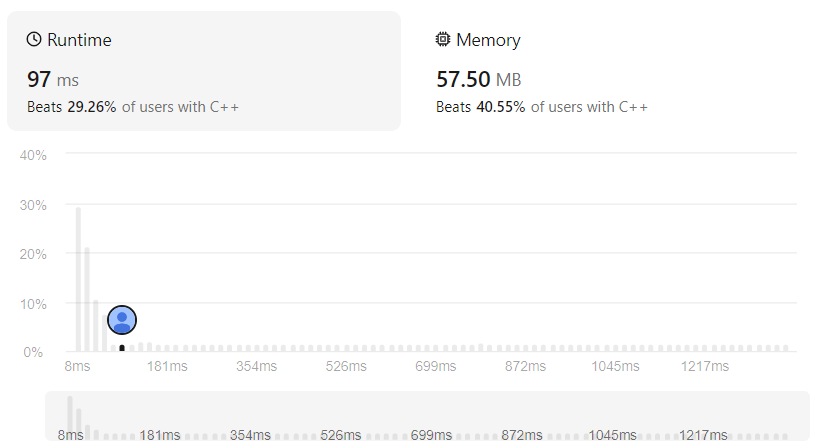 Runtime
97 ms
Beats 29.26% of users with C++
Memory
57.50 MB
Beats 40.55% of users with C++
40%
30%
20%
10%
0%
8ms 181ms 354ms 526ms 699ms 872ms 1045ms 1217ms
8ms 181ms 354ms 526ms 699ms 872ms 1045ms 1217ms